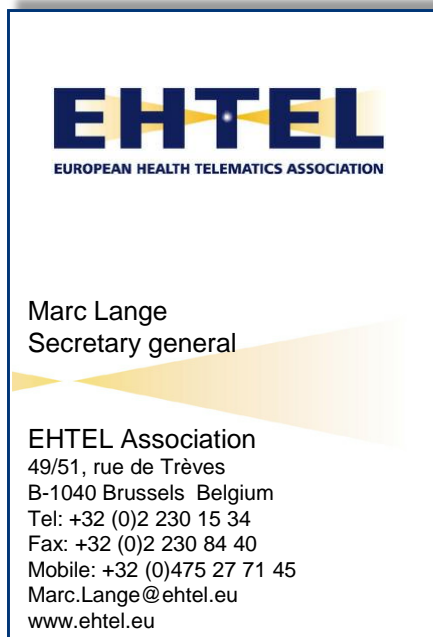 EHTEL
EUROPEAN HEALTH TELEMATICS ASSOCIATION
Marc Lange
Secretary general
EHTEL Association
49/51, rue de Trèves
B-1040 Brussels  Belgium
Tel: +32 (0)2 230 15 34
Fax: +32 (0)2 230 84 40
Mobile: +32 (0)475 27 71 45
Marc.Lange@ehtel.eu
www.ehtel.eu